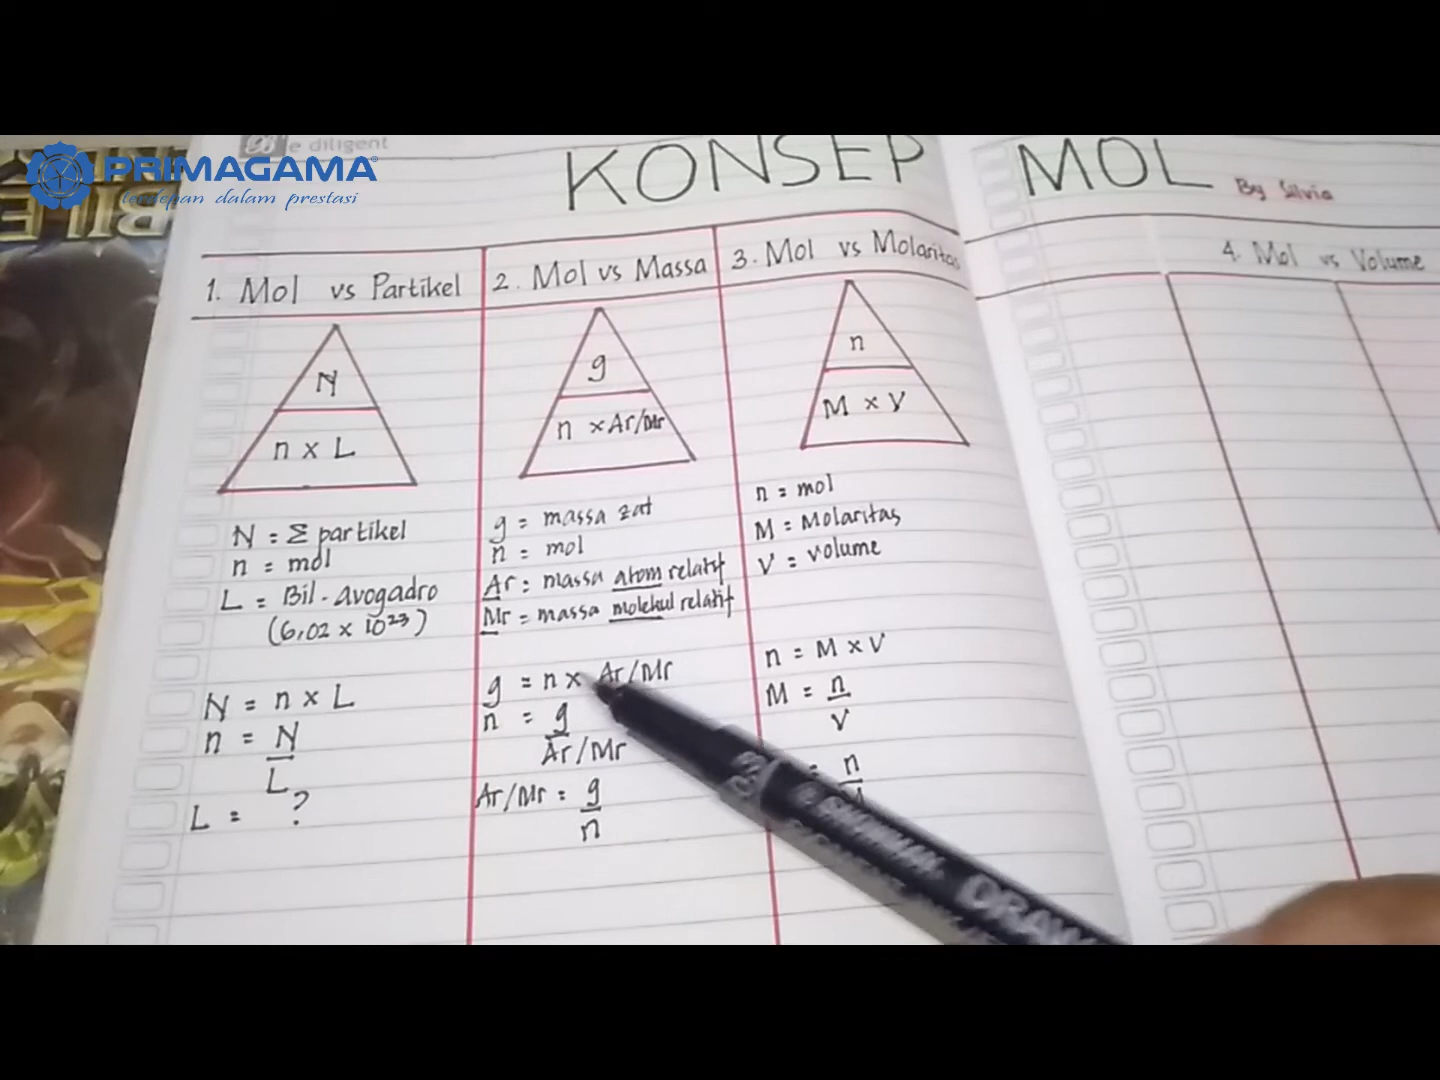 e diligent
PRIMAGAMA
terdepan dalam prestasi
KONSEP MOL
By Silvia
1. Mol vs Partikel
N
n x L
N = Σ partikel
n = mol
L = Bil. avogadro
(6,02 x 10²³)
N = n x L
n = N
L
L = ?
2. Mol vs Massa
g
n x Ar/Mr
g = massa zat
n = mol
Ar = massa atom relatif
Mr = massa molekul relatif
g = n x Ar/Mr
n = g
Ar/Mr
Ar/Mr = g
n
3. Mol vs Molaritas
n
M x V
n = mol
M = Molaritas
V = volume
n = M x V
M = n
V
= n
4. Mol vs Volume
DRAW